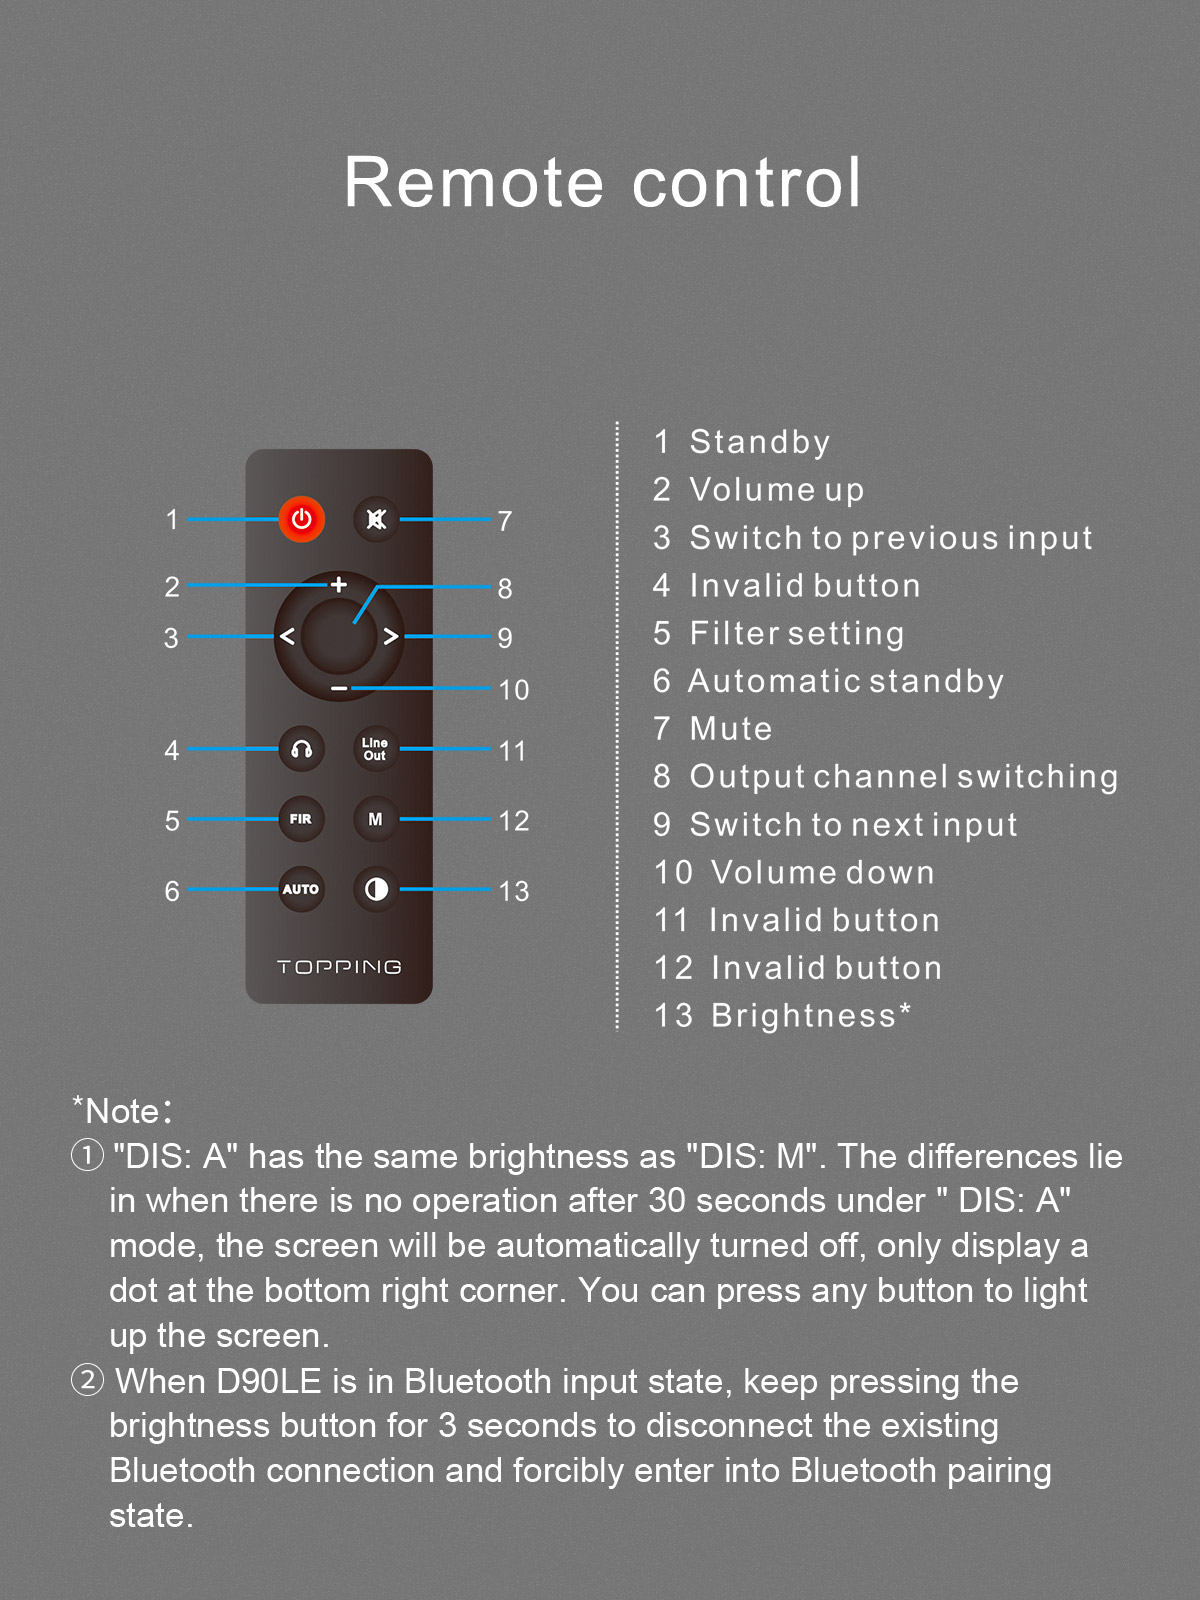 Remote control
1
7
2
8
3
9
10
4
Line
Out
11
5
FIR
M
12
6
AUTO
13
TOPPING
1 Standby
2 Volume up
3 Switch to previous input
4 Invalid button
5 Filter setting
6 Automatic standby
7 Mute
8 Output channel switching
9 Switch to next input
10 Volume down
11 Invalid button
12 Invalid button
13 Brightness*
*Note:
① "DIS: A" has the same brightness as "DIS: M". The differences lie
in when there is no operation after 30 seconds under " DIS: A"
mode, the screen will be automatically turned off, only display a
dot at the bottom right corner. You can press any button to light
up the screen.
② When D90LE is in Bluetooth input state, keep pressing the
brightness button for 3 seconds to disconnect the existing
Bluetooth connection and forcibly enter into Bluetooth pairing
state.